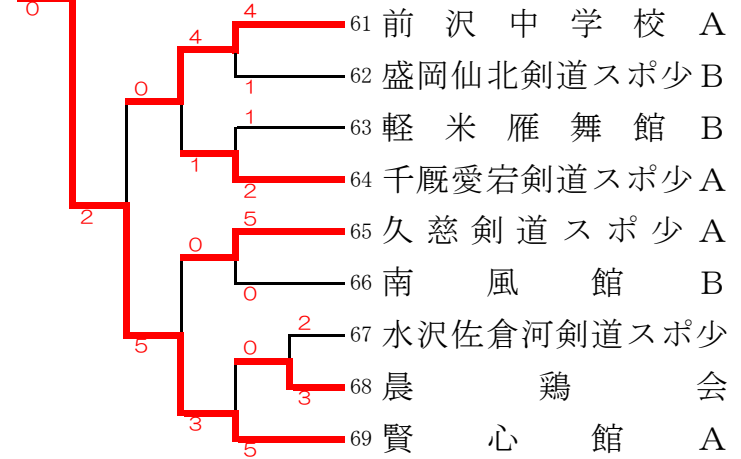 0
4
61 前沢中学校A
4
0
62 盛岡仙北剣道スポ少B
1
1
63 軽米雁舞館B
1
64 千厩愛宕剣道スポ少A
2
2
5
65 久慈剣道スポ少A
0
66 南風館B
0
2
67 水沢佐倉河剣道スポ少
5
0
68 晨鶏会
3
3
69 賢心館A
5